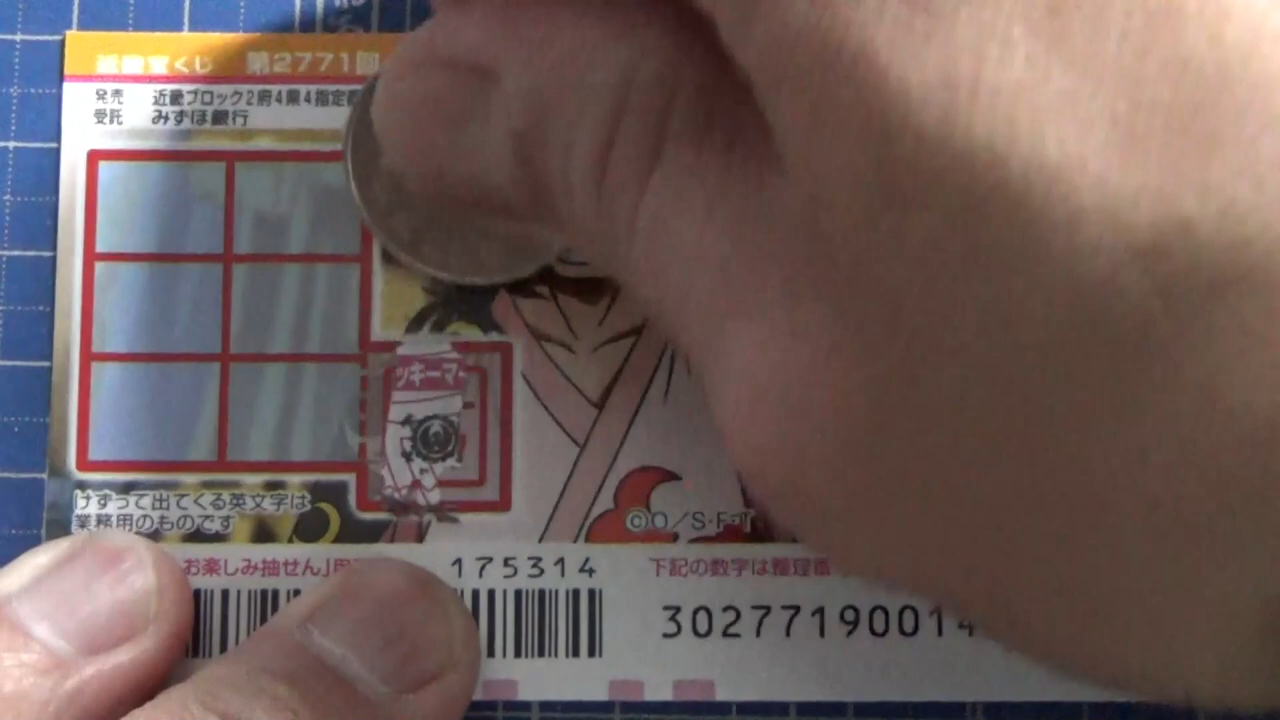 近畿宝くじ 第2771回
発売 近畿ブロック2府4県4指定
受託 みずほ銀行
ッキーマ
けずって出てくる英文字は
業務用のものです
©O/S・F・T
お楽しみ抽せん」
175314
下記の数字は整理番
3027719001